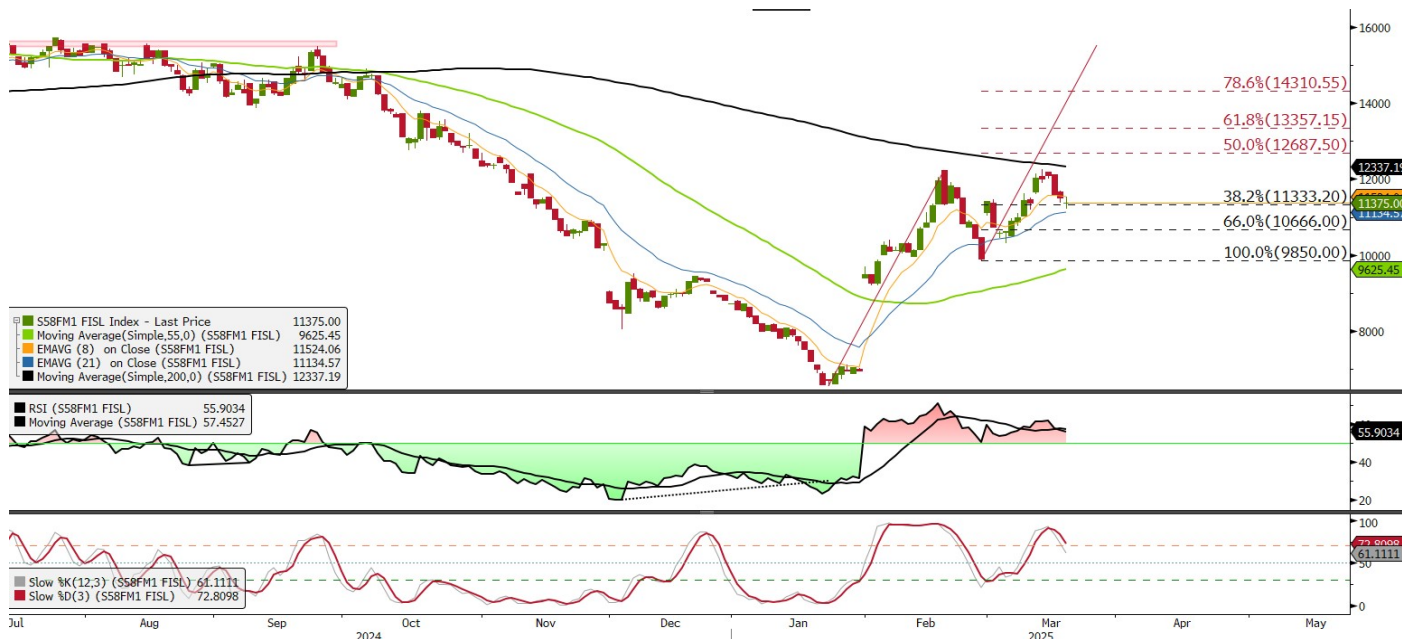 16000
78.6%(14310.55)
14000
61.8%(13357.15)
50.0%(12687.50)
12337.19
12000
38.2%(11333.20)
11375.00
11134.57
66.0%(10666.00)
10000
100.0%(9850.00)
9625.45
8000
S58FM1 FISL Index - Last Price 11375.00
Moving Average(Simple,55,0) (S58FM1 FISL) 9625.45
EMAVG (8) on Close (S58FM1 FISL) 11524.06
EMAVG (21) on Close (S58FM1 FISL) 11134.57
Moving Average(Simple,200,0) (S58FM1 FISL) 12337.19
RSI (S58FM1 FISL) 55.9034
Moving Average (S58FM1 FISL) 57.4527
55.9034
40
20
100
72.8098
61.1111
50
0
Slow %K(12,3) (S58FM1 FISL) 61.1111
Slow %D(3) (S58FM1 FISL) 72.8098
Jul Aug Sep Oct Nov Dec Jan Feb Mar Apr May
2024 2025